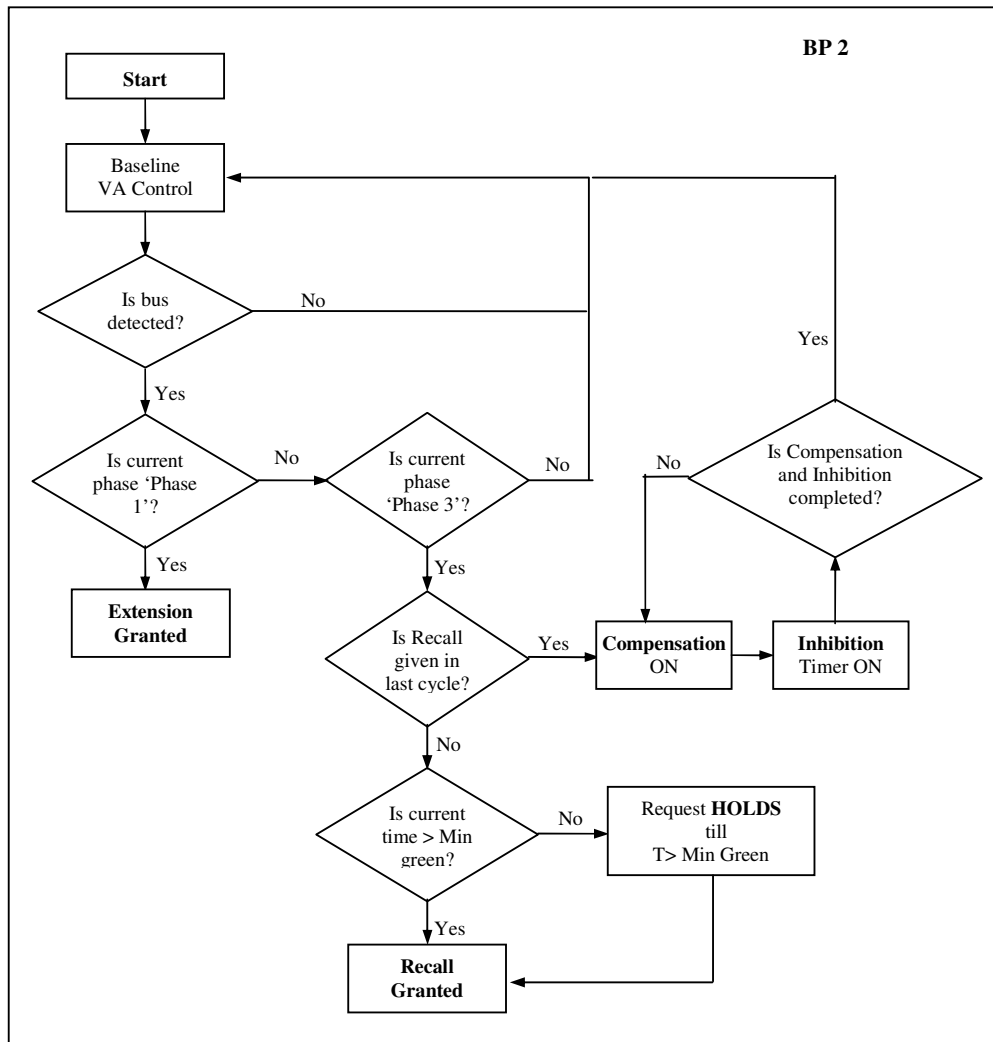 BP 2
Start
Baseline
VA Control
Is bus
detected?
No
Yes
Is current
phase ‘Phase
1’?
No
Yes
Extension
Granted
Is current
phase
‘Phase 3’?
No
Yes
Is Recall
given in
last cycle?
Yes
No
Compensation
ON
Inhibition
Timer ON
Is Compensation
and Inhibition
completed?
No
Yes
Is current
time > Min
green?
No
Yes
Request HOLDS
till
T> Min Green
Recall
Granted